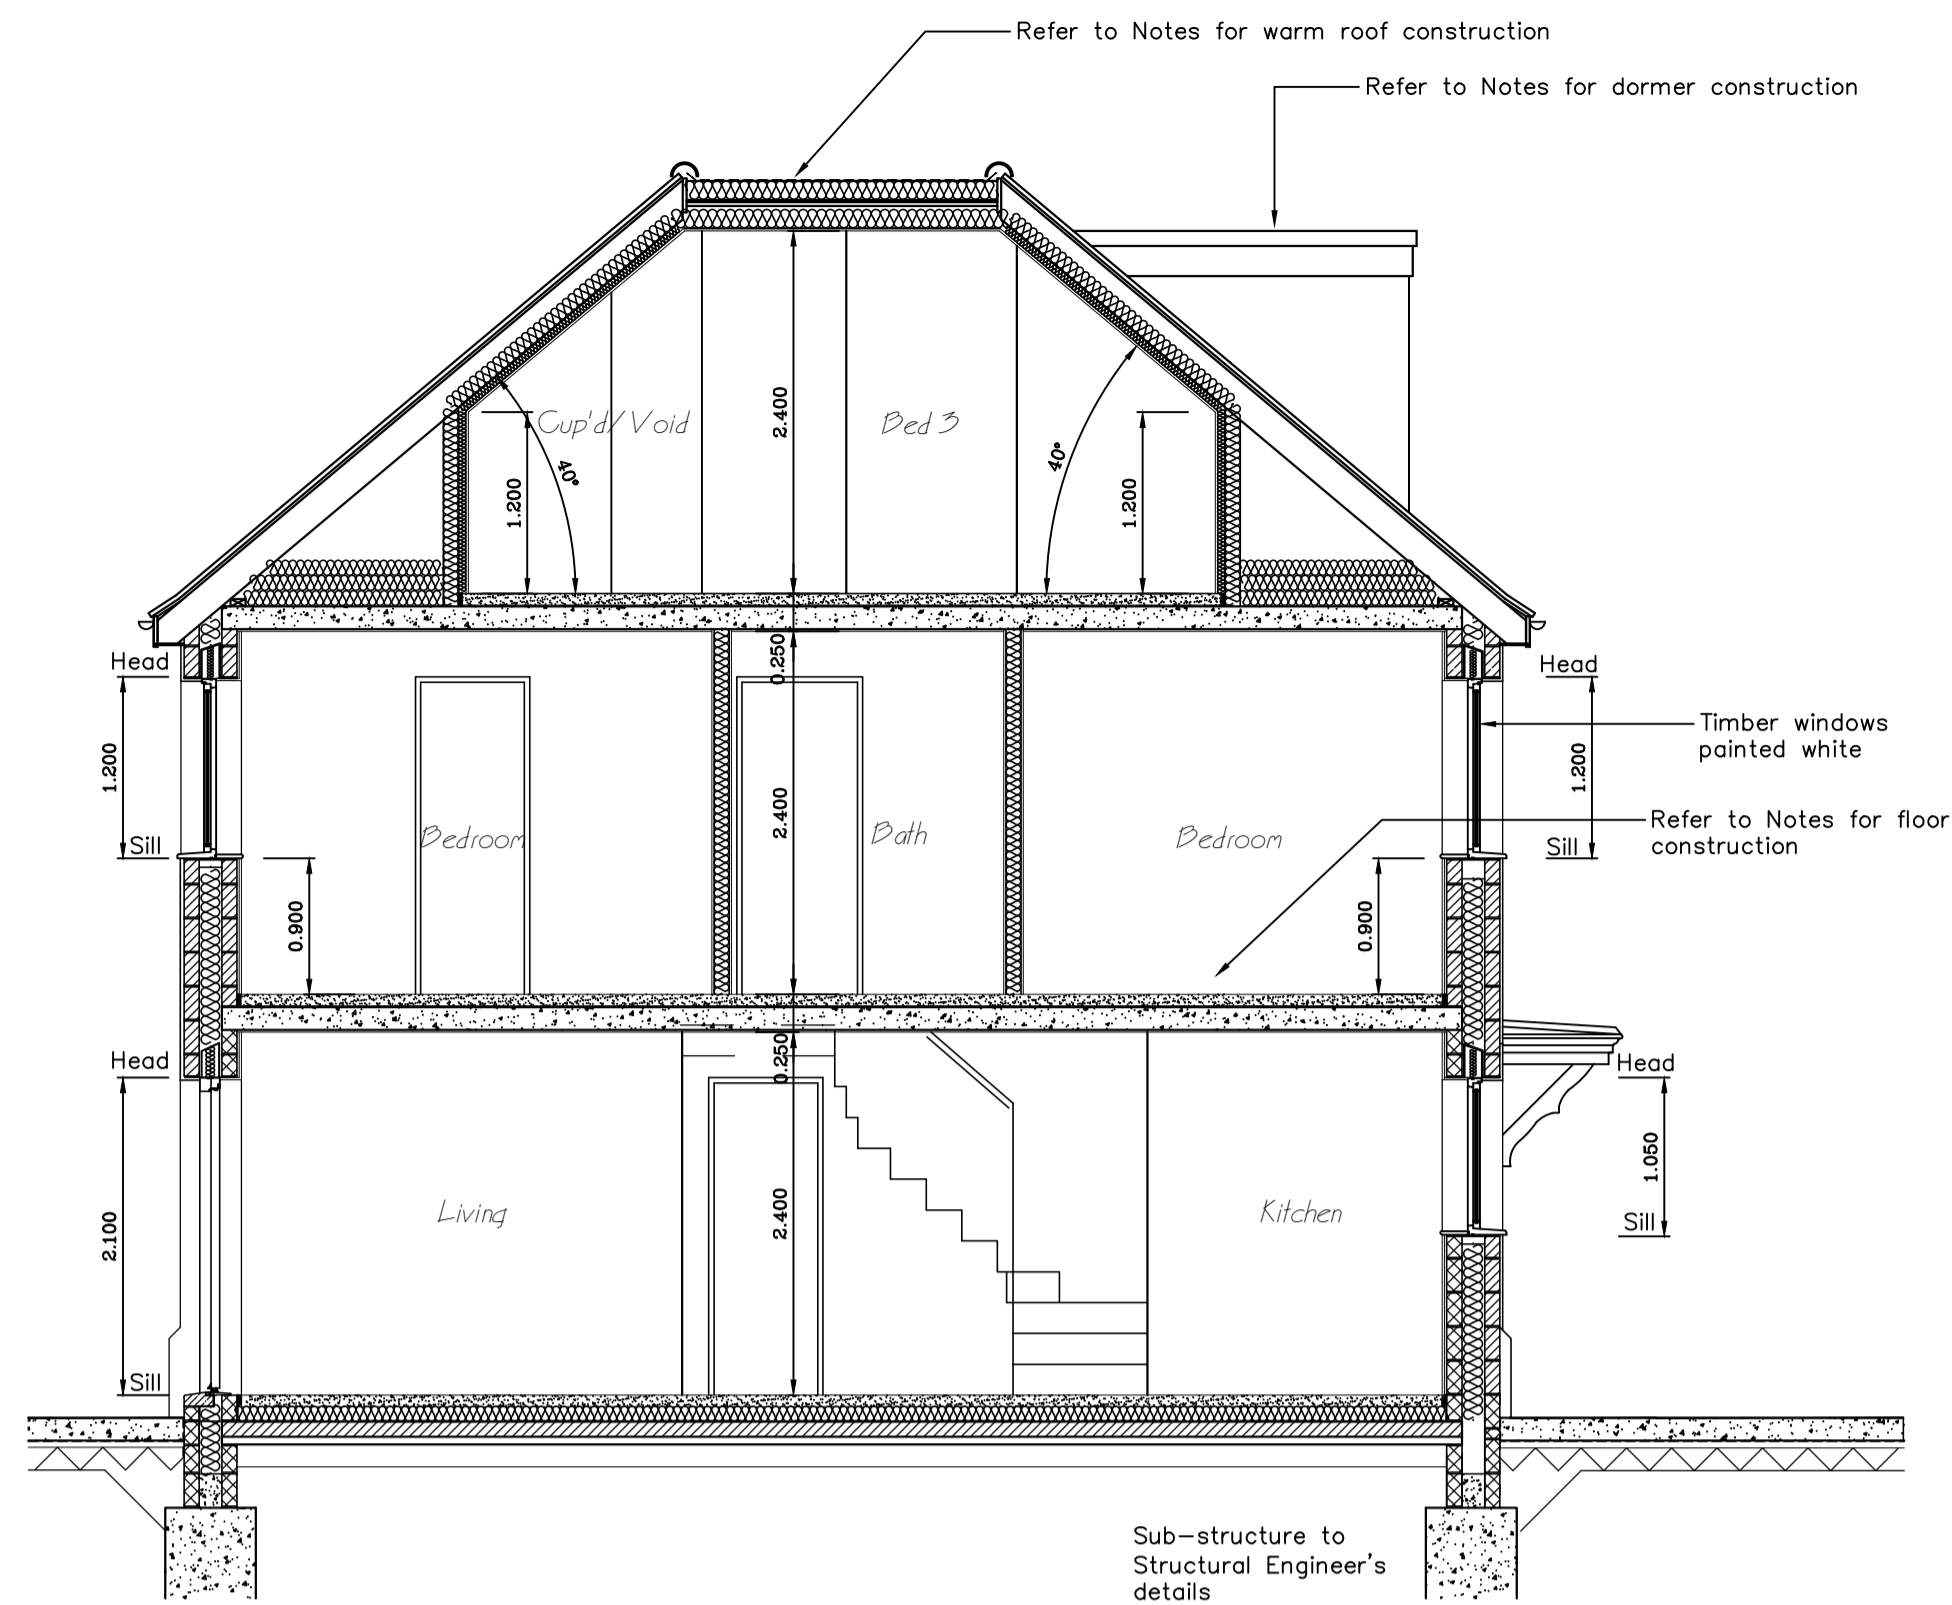 Refer to Notes for warm roof construction
Refer to Notes for dormer construction
2.400
Cup'd/Void
Bed 3
40°
40°
1.200
1.200
0.250
Head
Head
1.200
Timber windows
painted white
1.200
2.400
Bedroom
Bath
Bedroom
Refer to Notes for floor
construction
Sill
Sill
0.900
0.900
0.250
Head
Head
1.050
2.400
Living
Kitchen
2.100
Sill
Sill
Sub-structure to
Structural Engineer's
details